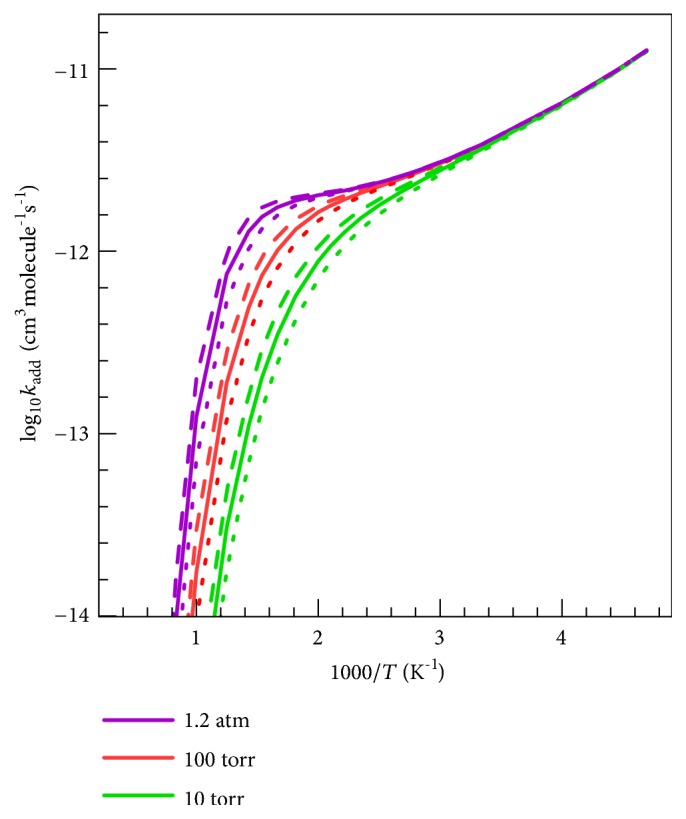 −11
−12
−13
−14
log10kadd (cm3 molecule-1 s-1)
1 2 3 4
1000/T (K-1)
1.2 atm
100 torr
10 torr